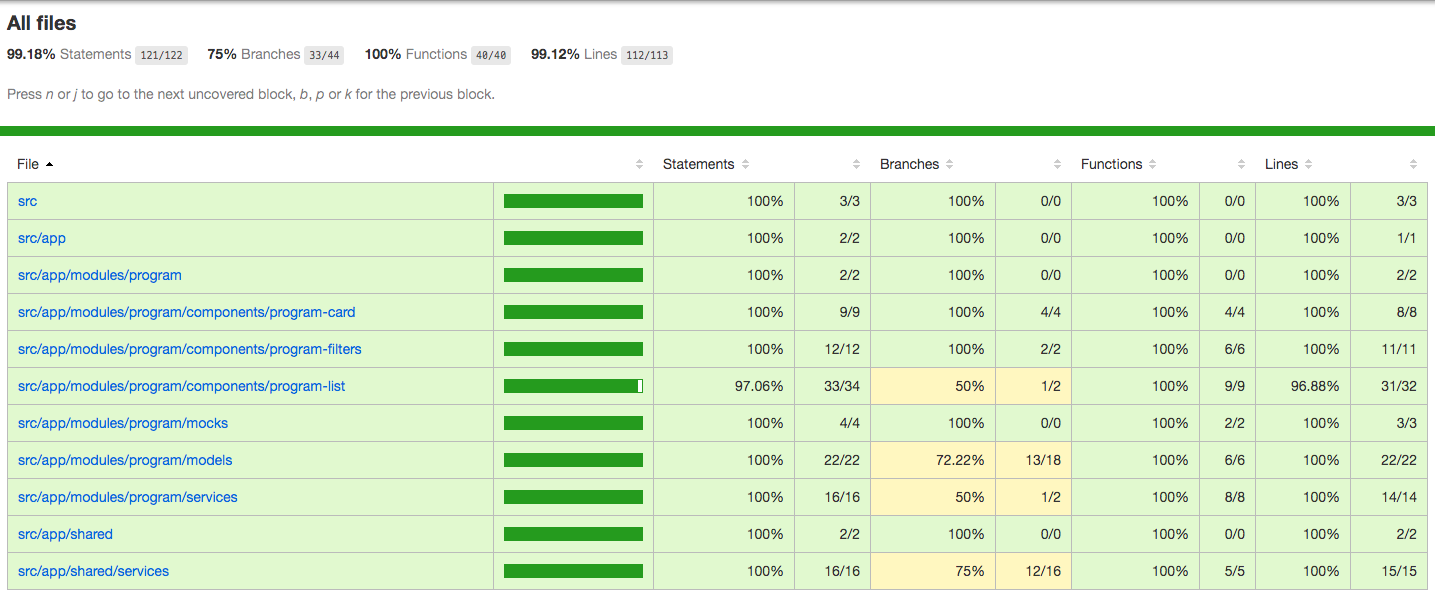 All files
99.18% Statements 121/122 75% Branches 33/44 100% Functions 40/40 99.12% Lines 112/113
Press n or j to go to the next uncovered block, b, p or k for the previous block.
File Statements Branches Functions Lines
src 100% 3/3 100% 0/0 100% 0/0 100% 3/3
src/app 100% 2/2 100% 0/0 100% 0/0 100% 1/1
src/app/modules/program 100% 2/2 100% 0/0 100% 0/0 100% 2/2
src/app/modules/program/components/program-card 100% 9/9 100% 4/4 100% 4/4 100% 8/8
src/app/modules/program/components/program-filters 100% 12/12 100% 2/2 100% 6/6 100% 11/11
src/app/modules/program/components/program-list 97.06% 33/34 50% 1/2 100% 9/9 96.88% 31/32
src/app/modules/program/mocks 100% 4/4 100% 0/0 100% 2/2 100% 3/3
src/app/modules/program/models 100% 22/22 72.22% 13/18 100% 6/6 100% 22/22
src/app/modules/program/services 100% 16/16 50% 1/2 100% 8/8 100% 14/14
src/app/shared 100% 2/2 100% 0/0 100% 0/0 100% 2/2
src/app/shared/services 100% 16/16 75% 12/16 100% 5/5 100% 15/15